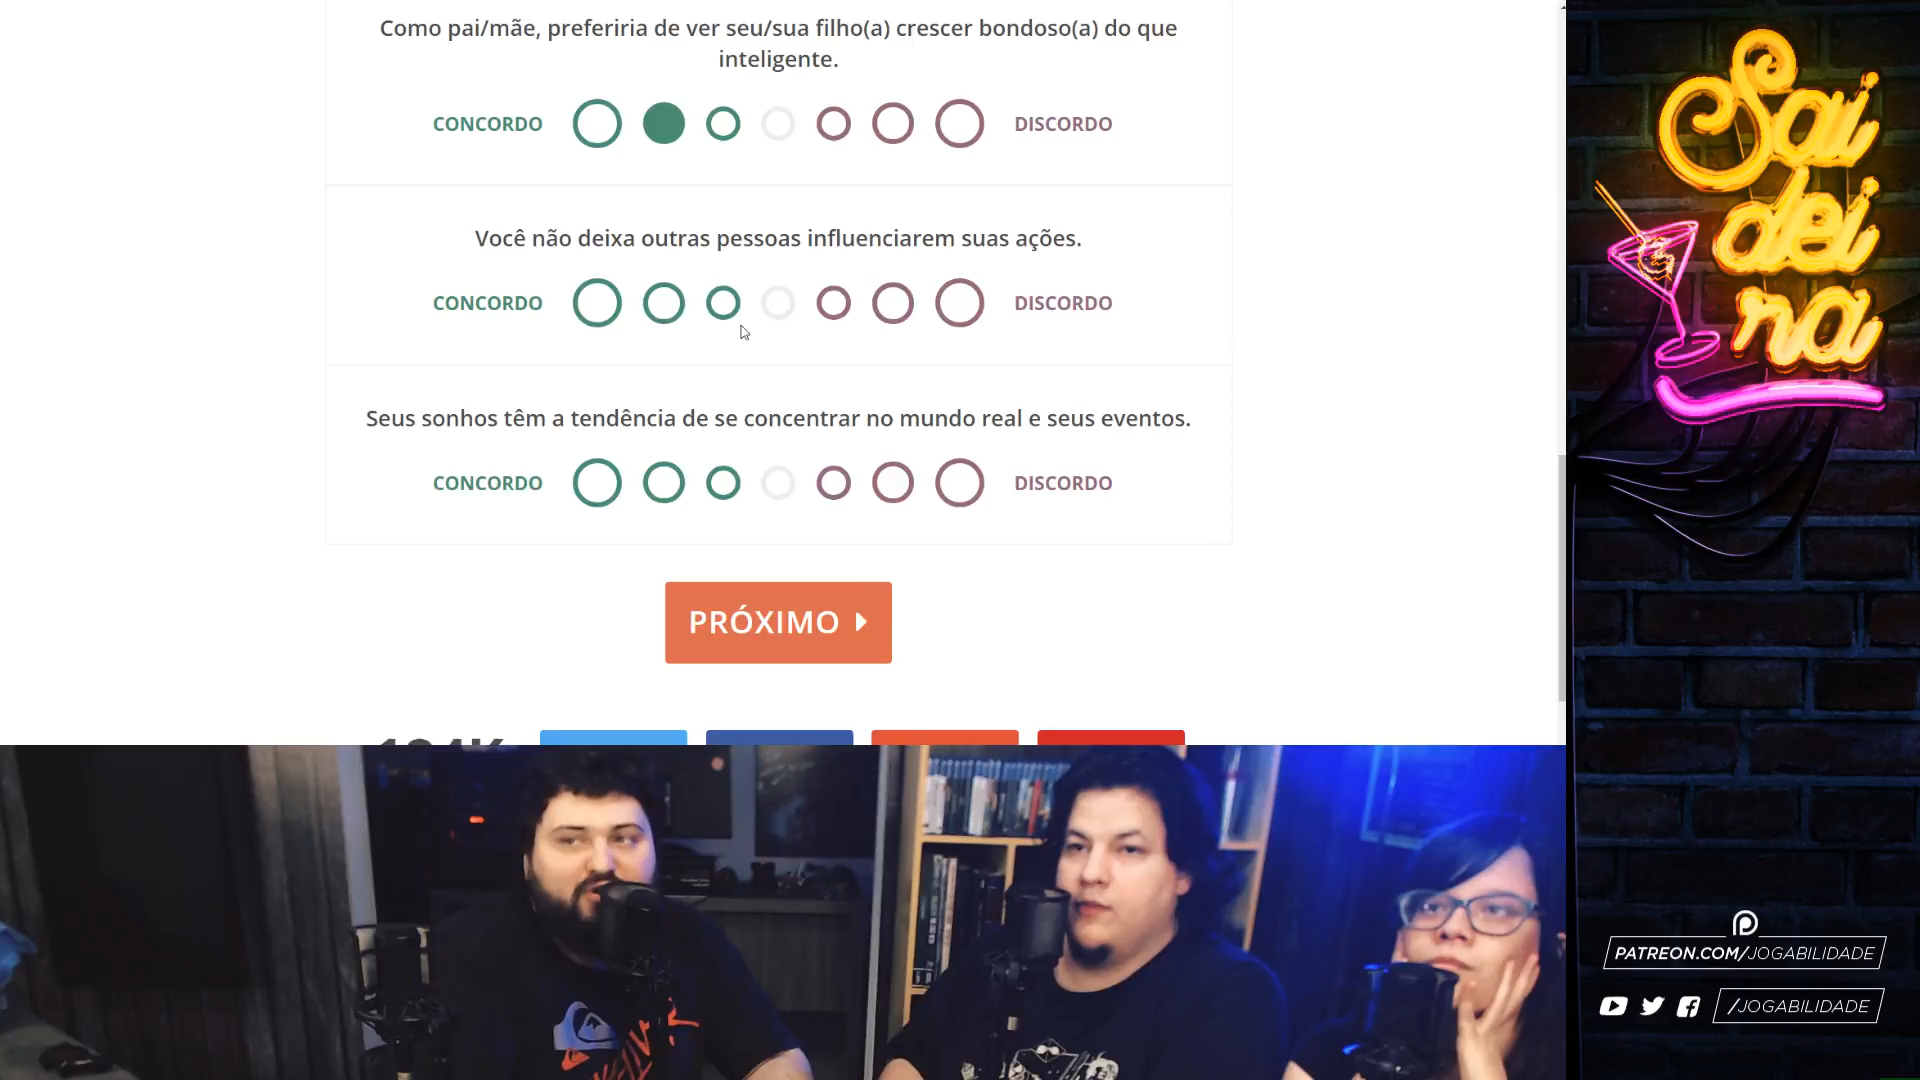 Como pai/mãe, preferiria de ver seu/sua filho(a) crescer bondoso(a) do que
inteligente.
CONCORDO
DISCORDO
Você não deixa outras pessoas influenciarem suas ações.
CONCORDO
DISCORDO
Seus sonhos têm a tendência de se concentrar no mundo real e seus eventos.
CONCORDO
DISCORDO
PRÓXIMO
Sai
dei
ra
PATREON.COM/JOGABILIDADE
/JOGABILIDADE